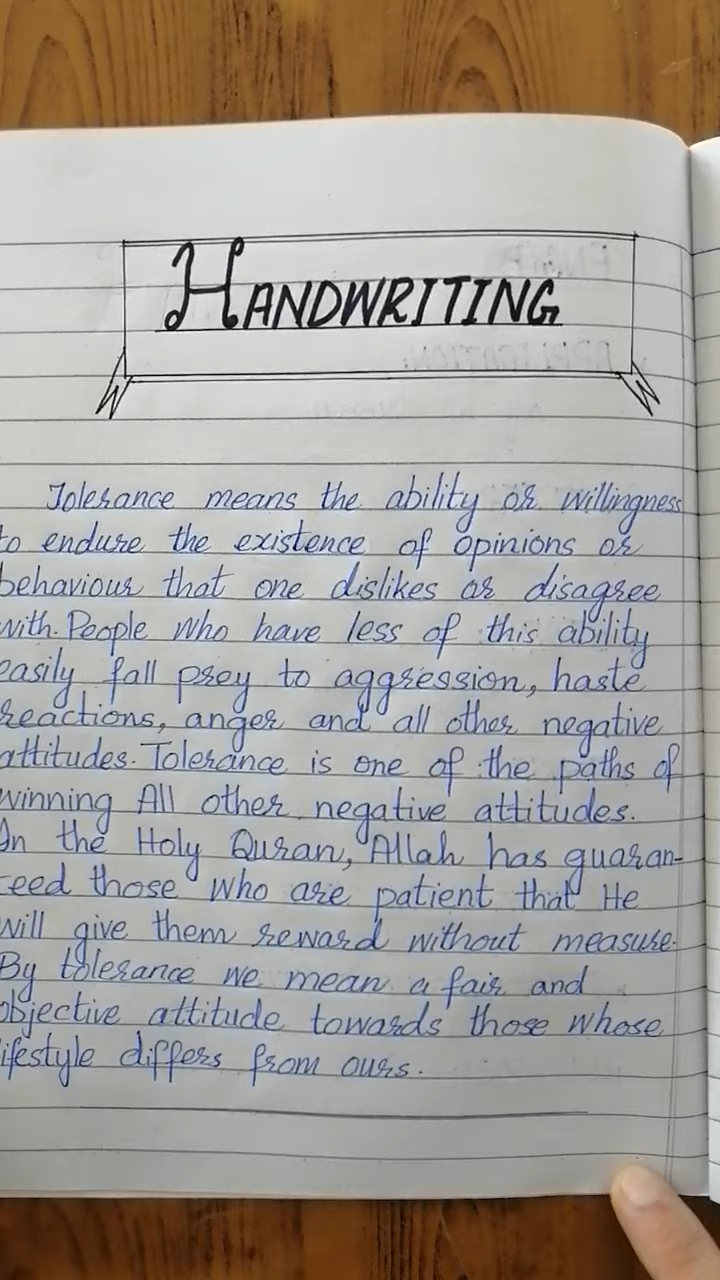 HANDWRITING
Tolerance means the ability or willingness
to endure the existence of opinions or
behaviour that one dislikes or disagree
with. People who have less of this ability
easily fall prey to aggression, haste
reactions, anger and all other negative
attitudes. Tolerance is one of the paths of
winning All other negative attitudes.
In the Holy Quran, Allah has guaran-
teed those who are patient that He
will give them reward without measure.
By tolerance we mean a fair and
objective attitude towards those whose
lifestyle differs from ours.